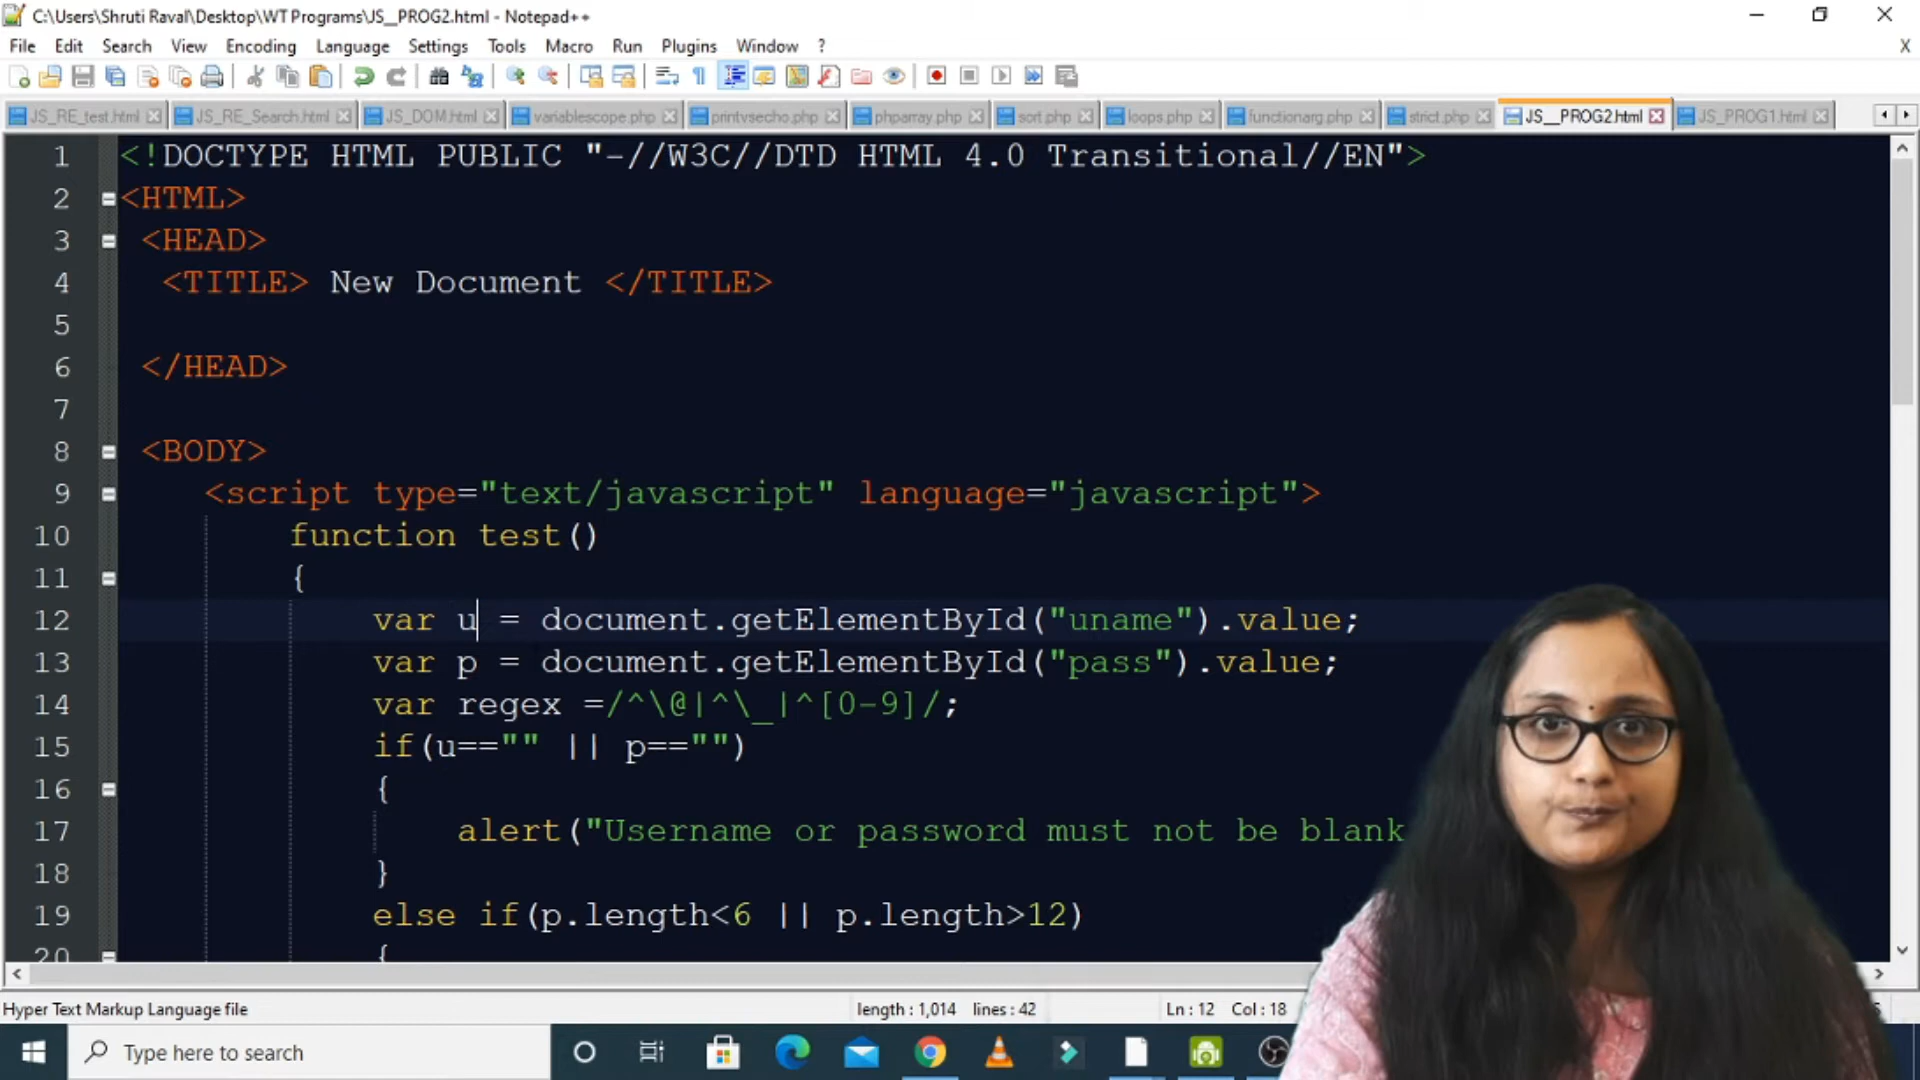 C:\Users\Shruti Raval\Desktop\WT Programs\JS__PROG2.html - Notepad++
File Edit Search View Encoding Language Settings Tools Macro Run Plugins Window ? X
JS_RE_test.html JS_RE_Search.html JS_DOM.html variablescope.php printvsecho.php phparray.php sort.php loops.php functionarg.php strict.php JS__PROG2.html JS_PROG1.html
1 <!DOCTYPE HTML PUBLIC "-//W3C//DTD HTML 4.0 Transitional//EN">
2 <HTML>
3 <HEAD>
4 <TITLE> New Document </TITLE>
5
6 </HEAD>
7
8 <BODY>
9 <script type="text/javascript" language="javascript">
10 function test()
11 {
12 var u = document.getElementById("uname").value;
13 var p = document.getElementById("pass").value;
14 var regex =/^\@|^\_|^[0-9]/;
15 if(u=="" || p=="")
16 {
17 alert("Username or password must not be blank
18 }
19 else if(p.length<6 || p.length>12)
20 {
Hyper Text Markup Language file length : 1,014 lines : 42 Ln : 12 Col : 18
Type here to search